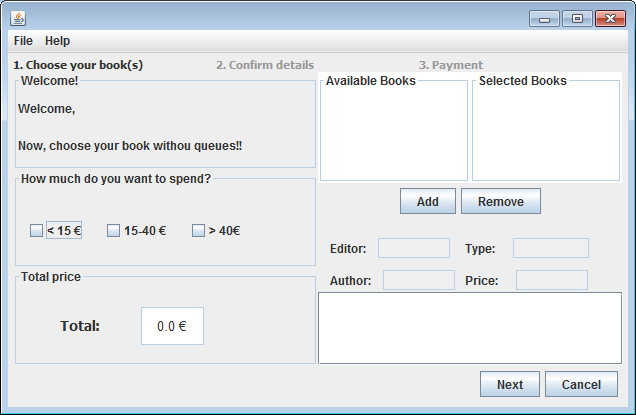 File Help
1. Choose your book(s) 2. Confirm details 3. Payment
Welcome!
Welcome,
Now, choose your book withou queues!!
How much do you want to spend?
< 15 € 15-40 € > 40€
Total price
Total: 0.0 €
Available Books Selected Books
Add Remove
Editor: Type:
Author: Price:
Next Cancel